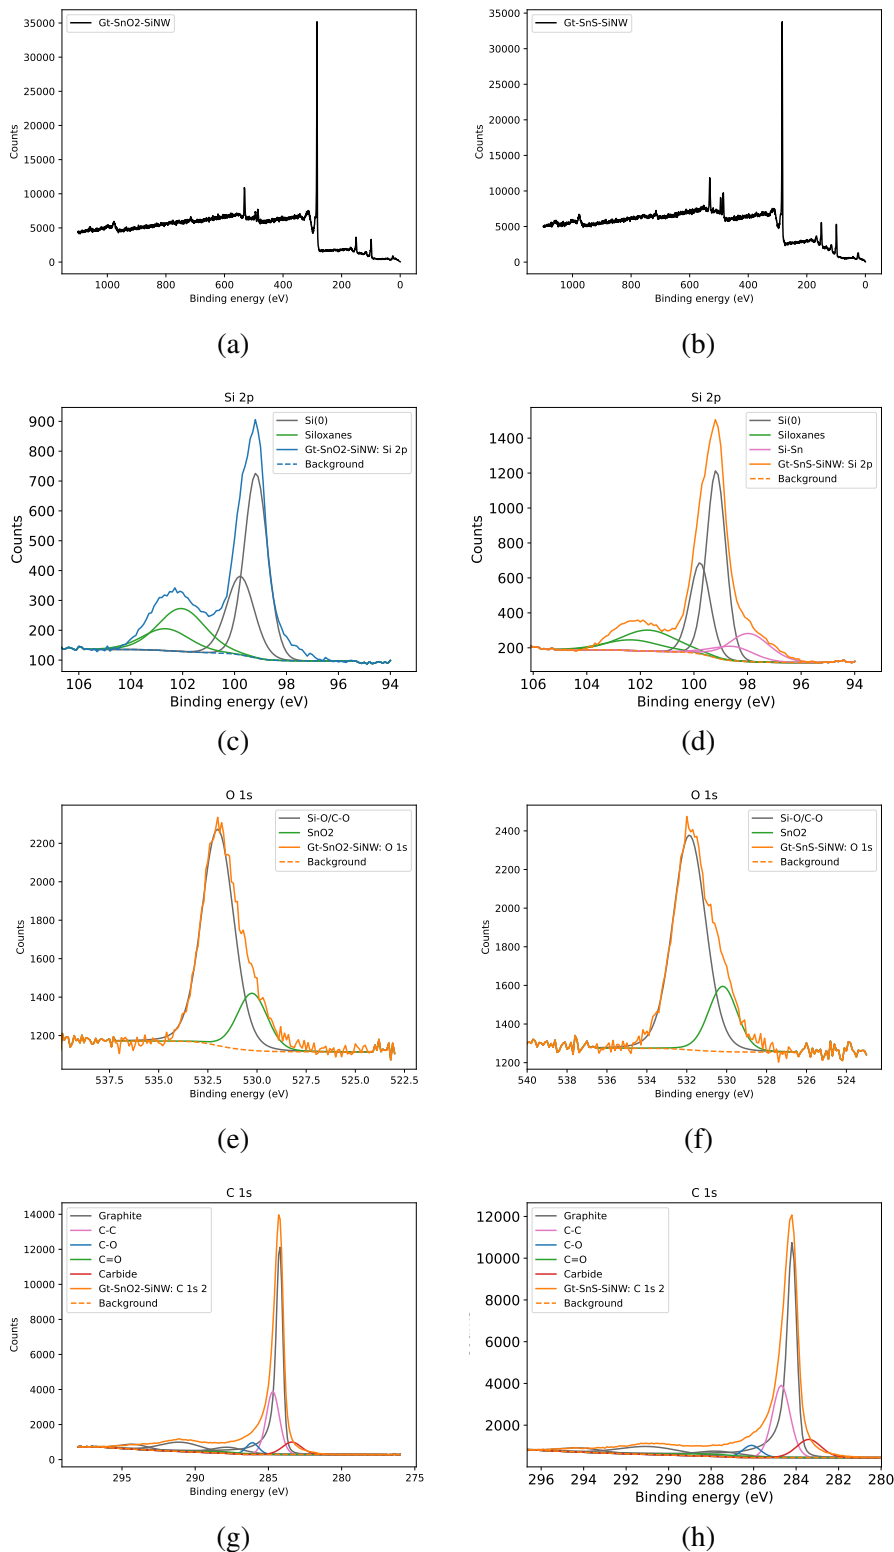 Gt-SnO2-SiNW
35000
30000
25000
20000
15000
10000
5000
0
Counts
1000 800 600 400 200 0
Binding energy (eV)
(a)
Gt-SnS-SiNW
35000
30000
25000
20000
15000
10000
5000
0
Counts
1000 800 600 400 200 0
Binding energy (eV)
(b)
Si 2p
Si(0)
Siloxanes
Gt-SnO2-SiNW: Si 2p
Background
900
800
700
600
500
400
300
200
100
Counts
106 104 102 100 98 96 94
Binding energy (eV)
(c)
Si 2p
Si(0)
Siloxanes
Si-Sn
Gt-SnS-SiNW: Si 2p
Background
1400
1200
1000
800
600
400
200
Counts
106 104 102 100 98 96 94
Binding energy (eV)
(d)
O 1s
Si-O/C-O
SnO2
Gt-SnO2-SiNW: O 1s
Background
2200
2000
1800
1600
1400
1200
Counts
537.5 535.0 532.5 530.0 527.5 525.0 522.5
Binding energy (eV)
(e)
O 1s
Si-O/C-O
SnO2
Gt-SnS-SiNW: O 1s
Background
2400
2200
2000
1800
1600
1400
1200
Counts
540 538 536 534 532 530 528 526 524
Binding energy (eV)
(f)
C 1s
Graphite
C-C
C-O
C=O
Carbide
Gt-SnO2-SiNW: C 1s 2
Background
14000
12000
10000
8000
6000
4000
2000
0
Counts
295 290 285 280 275
Binding energy (eV)
(g)
C 1s
Graphite
C-C
C-O
C=O
Carbide
Gt-SnS-SiNW: C 1s 2
Background
12000
10000
8000
6000
4000
2000
296 294 292 290 288 286 284 282 280
Binding energy (eV)
(h)